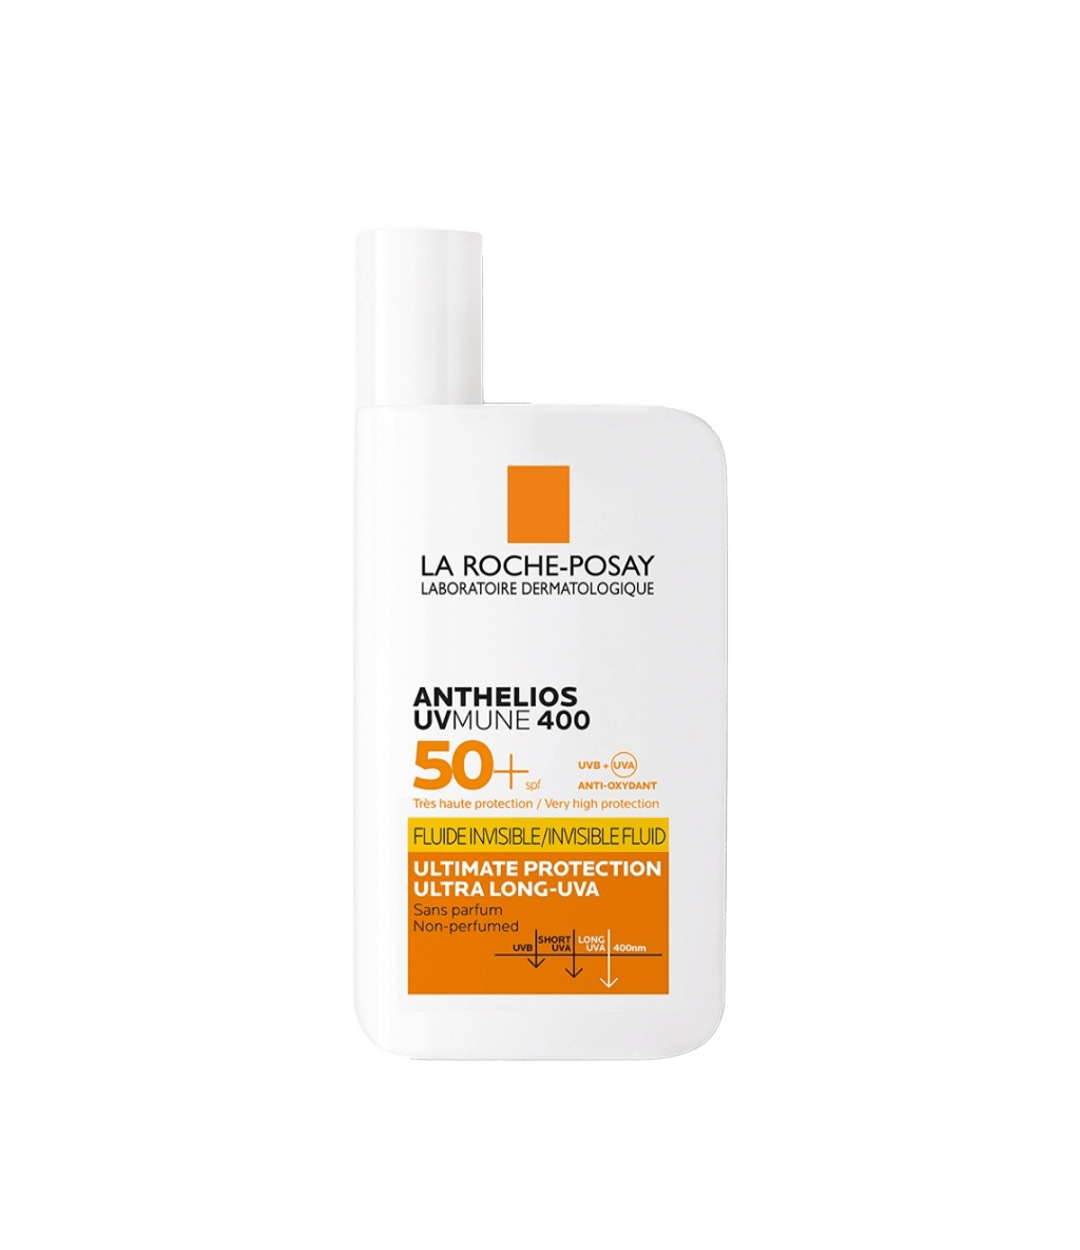 LA ROCHE-POSAY
LABORATOIRE DERMATOLOGIQUE
ANTHELIOS
UVMUNE 400
50+ spf
UVB + UVA
ANTI-OXYDANT
Très haute protection / Very high protection
FLUIDE INVISIBLE/INVISIBLE FLUID
ULTIMATE PROTECTION
ULTRA LONG-UVA
Sans parfum
Non-perfumed
UVB
SHORT
UVA
LONG
UVA
400nm